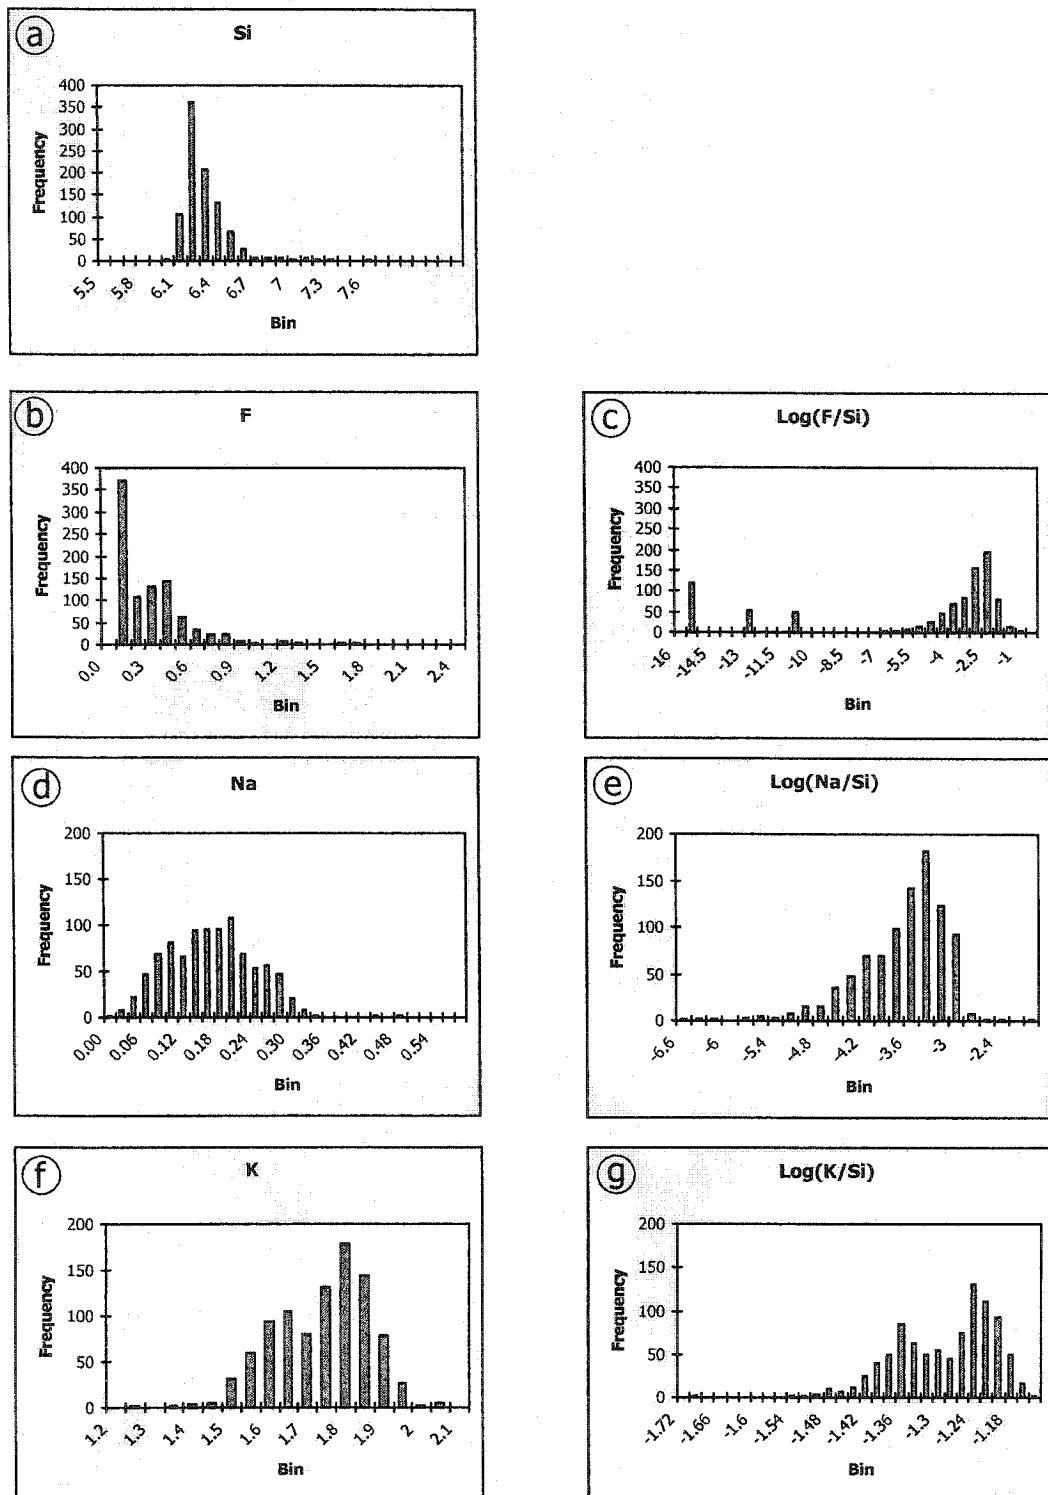 a
Si
400
350
300
250
200
150
100
50
0
Frequency
5.5 5.8 6.1 6.4 6.7 7 7.3 7.6
Bin
b
F
400
350
300
250
200
150
100
50
0
Frequency
0.0 0.3 0.6 0.9 1.2 1.5 1.8 2.1 2.4
Bin
c
Log(F/Si)
400
350
300
250
200
150
100
50
0
Frequency
-16 -14.5 -13 -11.5 -10 -8.5 -7 -5.5 -4 -2.5 -1
Bin
d
Na
200
150
100
50
0
Frequency
0.00 0.06 0.12 0.18 0.24 0.30 0.36 0.42 0.48 0.54
Bin
e
Log(Na/Si)
200
150
100
50
0
Frequency
-6.6 -6 -5.4 -4.8 -4.2 -3.6 -3 -2.4
Bin
f
K
200
150
100
50
0
Frequency
1.2 1.3 1.4 1.5 1.6 1.7 1.8 1.9 2 2.1
Bin
g
Log(K/Si)
200
150
100
50
0
Frequency
-1.72 -1.66 -1.6 -1.54 -1.48 -1.42 -1.36 -1.3 -1.24 -1.18
Bin